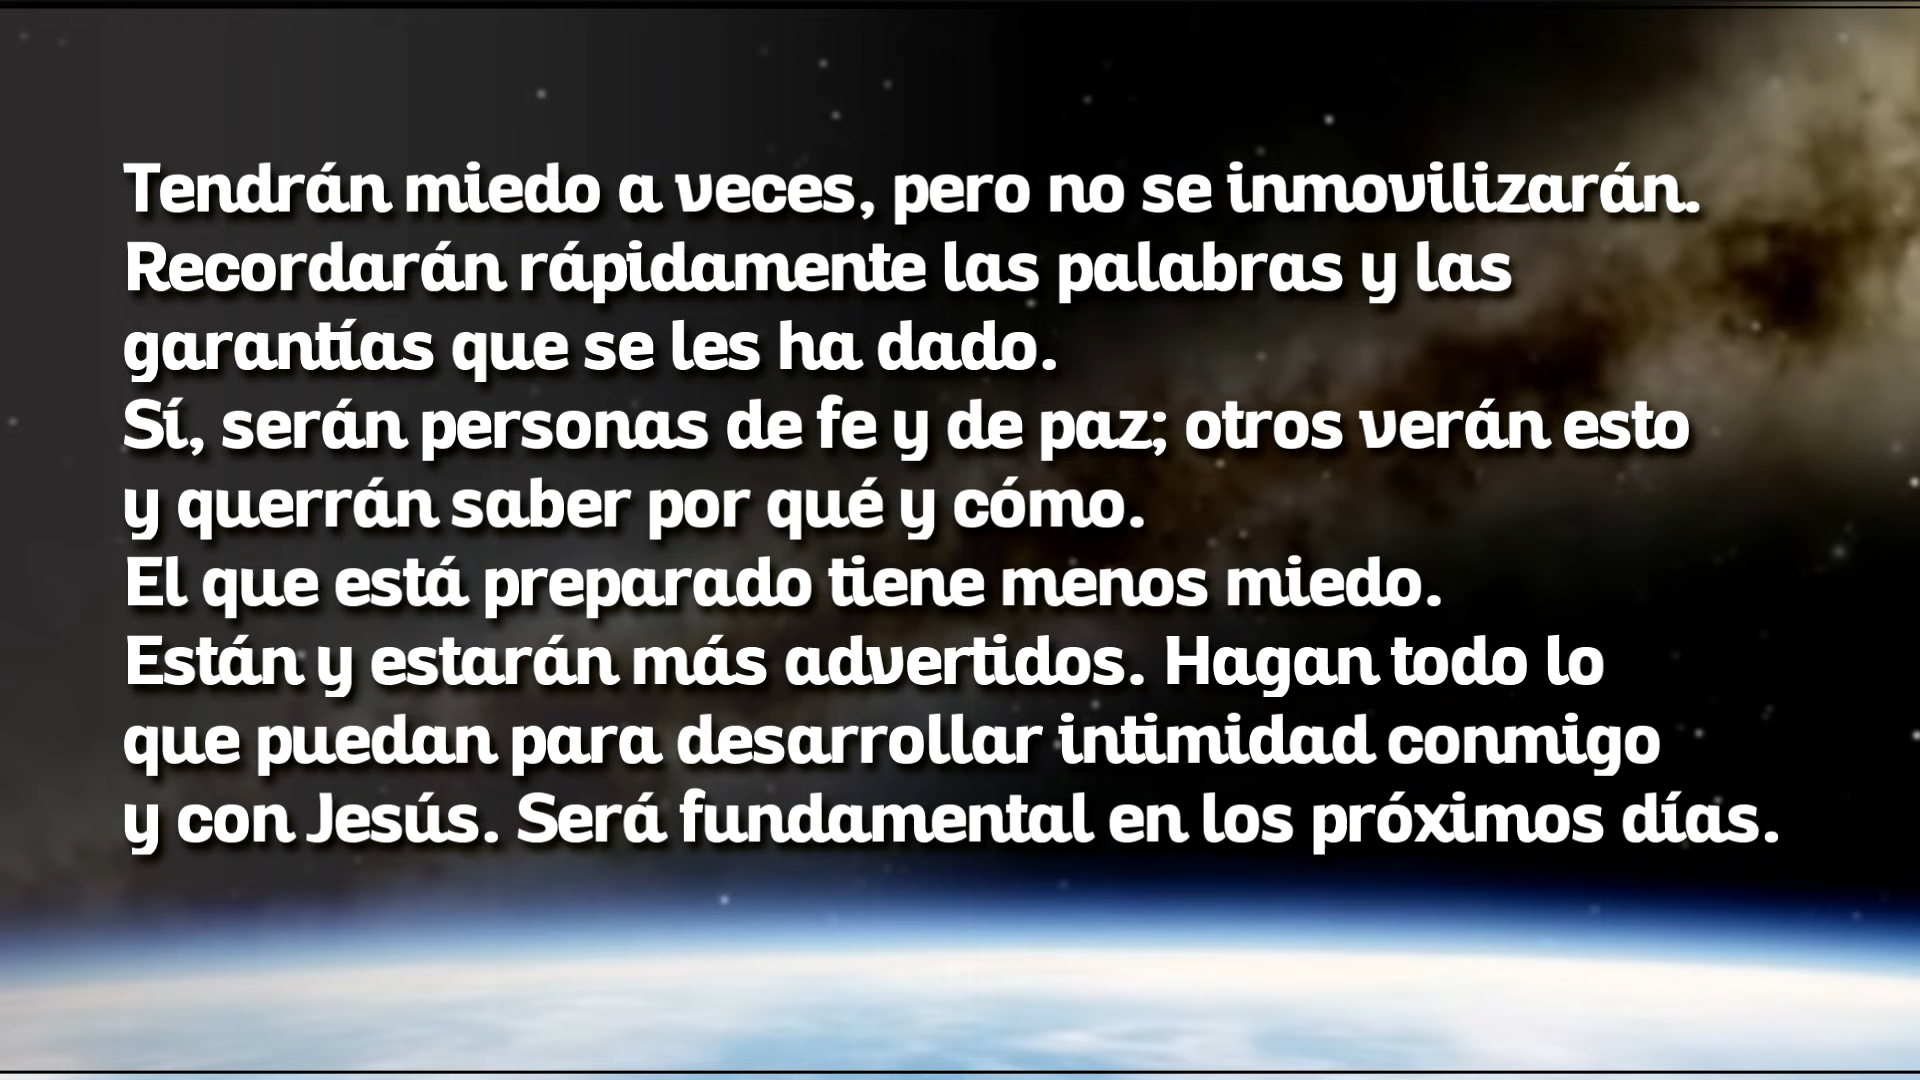 Tendrán miedo a veces, pero no se inmovilizarán.
Recordarán rápidamente las palabras y las
garantías que se les ha dado.
Sí, serán personas de fe y de paz; otros verán esto
y querrán saber por qué y cómo.
El que está preparado tiene menos miedo.
Están y estarán más advertidos. Hagan todo lo
que puedan para desarrollar intimidad conmigo
y con Jesús. Será fundamental en los próximos días.